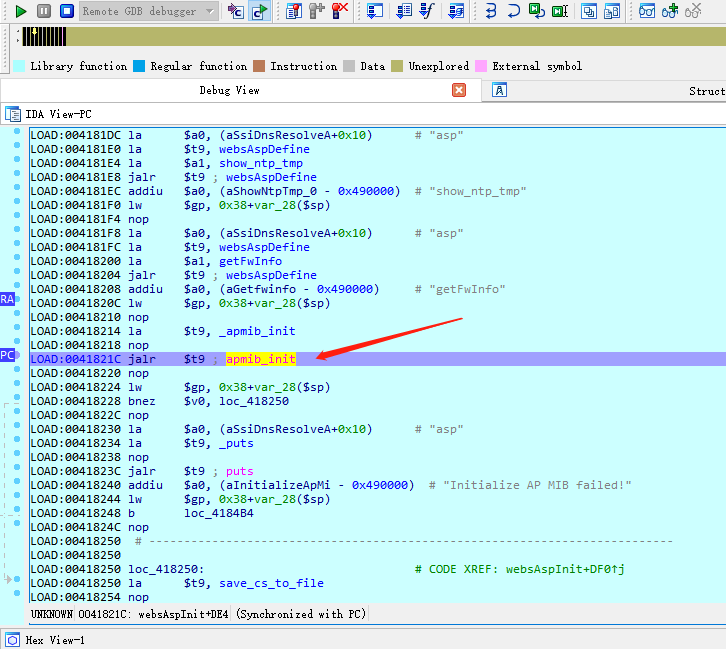 Remote GDB debugger
Library function Regular function Instruction Data Unexplored External symbol
Debug View Struct
IDA View-PC
LOAD:004181DC la $a0, (aSsiDnsResolveA+0x10) # "asp"
LOAD:004181E0 la $t9, websAspDefine
LOAD:004181E4 la $a1, show_ntp_tmp
LOAD:004181E8 jalr $t9 ; websAspDefine
LOAD:004181EC addiu $a0, (aShowNtpTmp_0 - 0x490000) # "show_ntp_tmp"
LOAD:004181F0 lw $gp, 0x38+var_28($sp)
LOAD:004181F4 nop
LOAD:004181F8 la $a0, (aSsiDnsResolveA+0x10) # "asp"
LOAD:004181FC la $t9, websAspDefine
LOAD:00418200 la $a1, getFwInfo
LOAD:00418204 jalr $t9 ; websAspDefine
LOAD:00418208 addiu $a0, (aGetfwinfo - 0x490000) # "getFwInfo"
RA
LOAD:0041820C lw $gp, 0x38+var_28($sp)
LOAD:00418210 nop
LOAD:00418214 la $t9, _apmib_init
LOAD:00418218 nop
PC
LOAD:0041821C jalr $t9 ; apmib_init
LOAD:00418220 nop
LOAD:00418224 lw $gp, 0x38+var_28($sp)
LOAD:00418228 bnez $v0, loc_418250
LOAD:0041822C nop
LOAD:00418230 la $a0, (aSsiDnsResolveA+0x10) # "asp"
LOAD:00418234 la $t9, _puts
LOAD:00418238 nop
LOAD:0041823C jalr $t9 ; puts
LOAD:00418240 addiu $a0, (aInitializeApMi - 0x490000) # "Initialize AP MIB failed!"
LOAD:00418244 lw $gp, 0x38+var_28($sp)
LOAD:00418248 b loc_4184B4
LOAD:0041824C nop
LOAD:00418250 # ---------------------------------------------------------------------------
LOAD:00418250
LOAD:00418250 loc_418250: # CODE XREF: websAspInit+DF0↑j
LOAD:00418250 la $t9, save_cs_to_file
LOAD:00418254 nop
UNKNOWN 0041821C: websAspInit+DE4 (Synchronized with PC)
Hex View-1